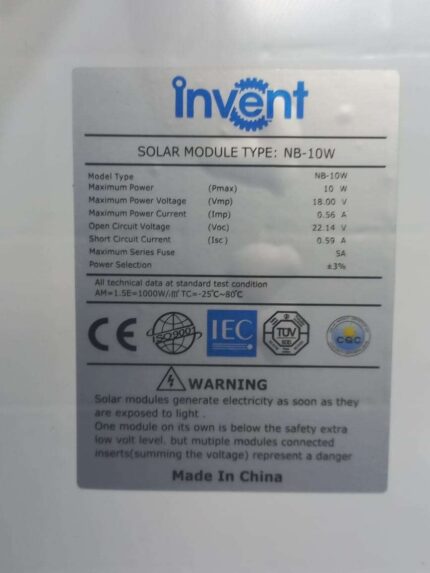 invent
SOLAR MODULE TYPE: NB-10W
Model Type NB-10W
Maximum Power (Pmax) 10 W
Maximum Power Voltage (Vmp) 18.00 V
Maximum Power Current (Imp) 0.56 A
Open Circuit Voltage (Voc) 22.14 V
Short Circuit Current (Isc) 0.59 A
Maximum Series Fuse 5A
Power Selection ±3%
All technical data at standard test condition
AM=1.5E=1000W/㎡TC=-25℃~80℃
CE ISO9001 IEC TÜV CQC
WARNING
Solar modules generate electricity as soon as they
are exposed to light .
One module on its own is below the safety extra
low volt level. but mutiple modules connected
inserts(summing the voltage) represent a danger
Made In China